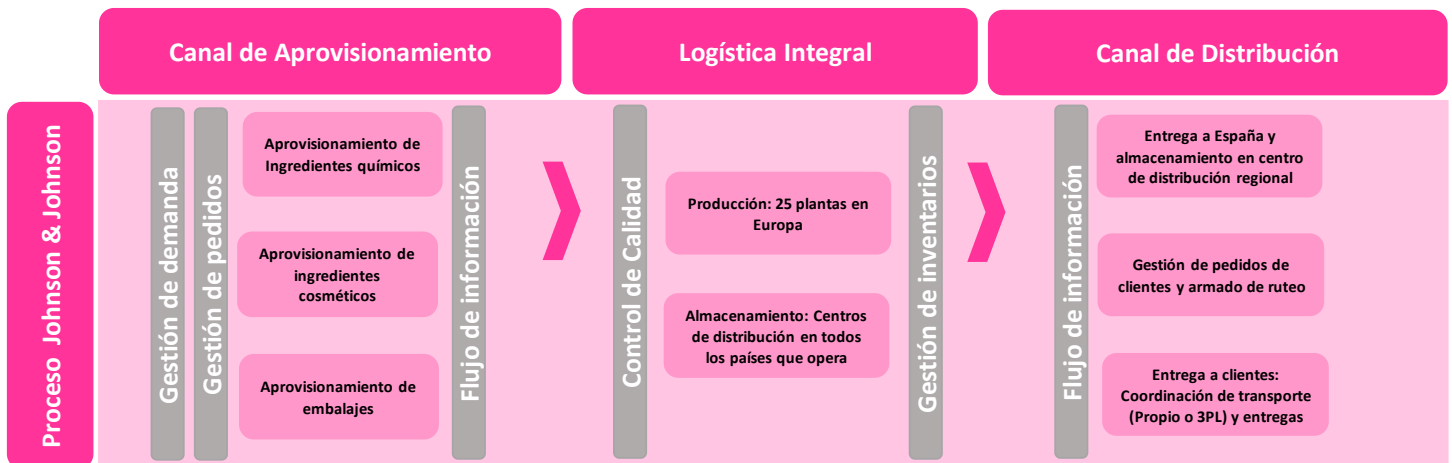 Canal de Aprovisionamiento
Logística Integral
Canal de Distribución
Proceso Johnson & Johnson
Gestión de demanda
Gestión de pedidos
Aprovisionamiento de
Ingredientes químicos
Aprovisionamiento de
ingredientes
cosméticos
Aprovisionamiento de
embalajes
Flujo de información
Control de Calidad
Producción: 25 plantas en
Europa
Almacenamiento: Centros
de distribución en todos
los países que opera
Gestión de inventarios
Flujo de información
Entrega a España y
almacenamiento en centro
de distribución regional
Gestión de pedidos de
clientes y armado de ruteo
Entrega a clientes:
Coordinación de transporte
(Propio o 3PL) y entregas